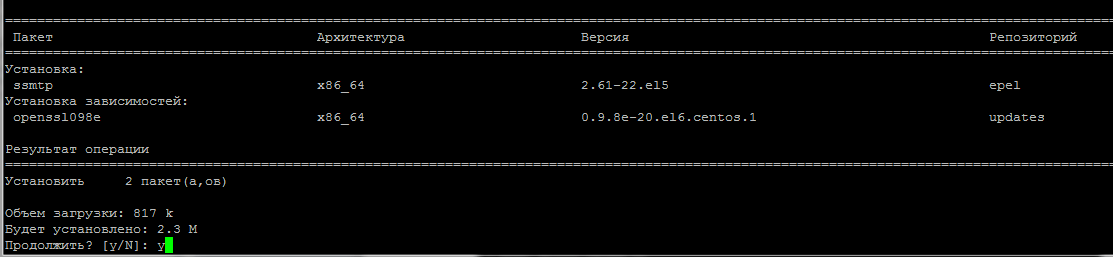 Пакет Архитектура Версия Репозиторий
Установка:
ssmtp x86_64 2.61-22.el5 epel
Установка зависимостей:
openssl098e x86_64 0.9.8e-20.el6.centos.1 updates
Результат операции
Установить 2 пакет(а,ов)
Объем загрузки: 817 k
Будет установлено: 2.3 M
Продолжить? [y/N]: y